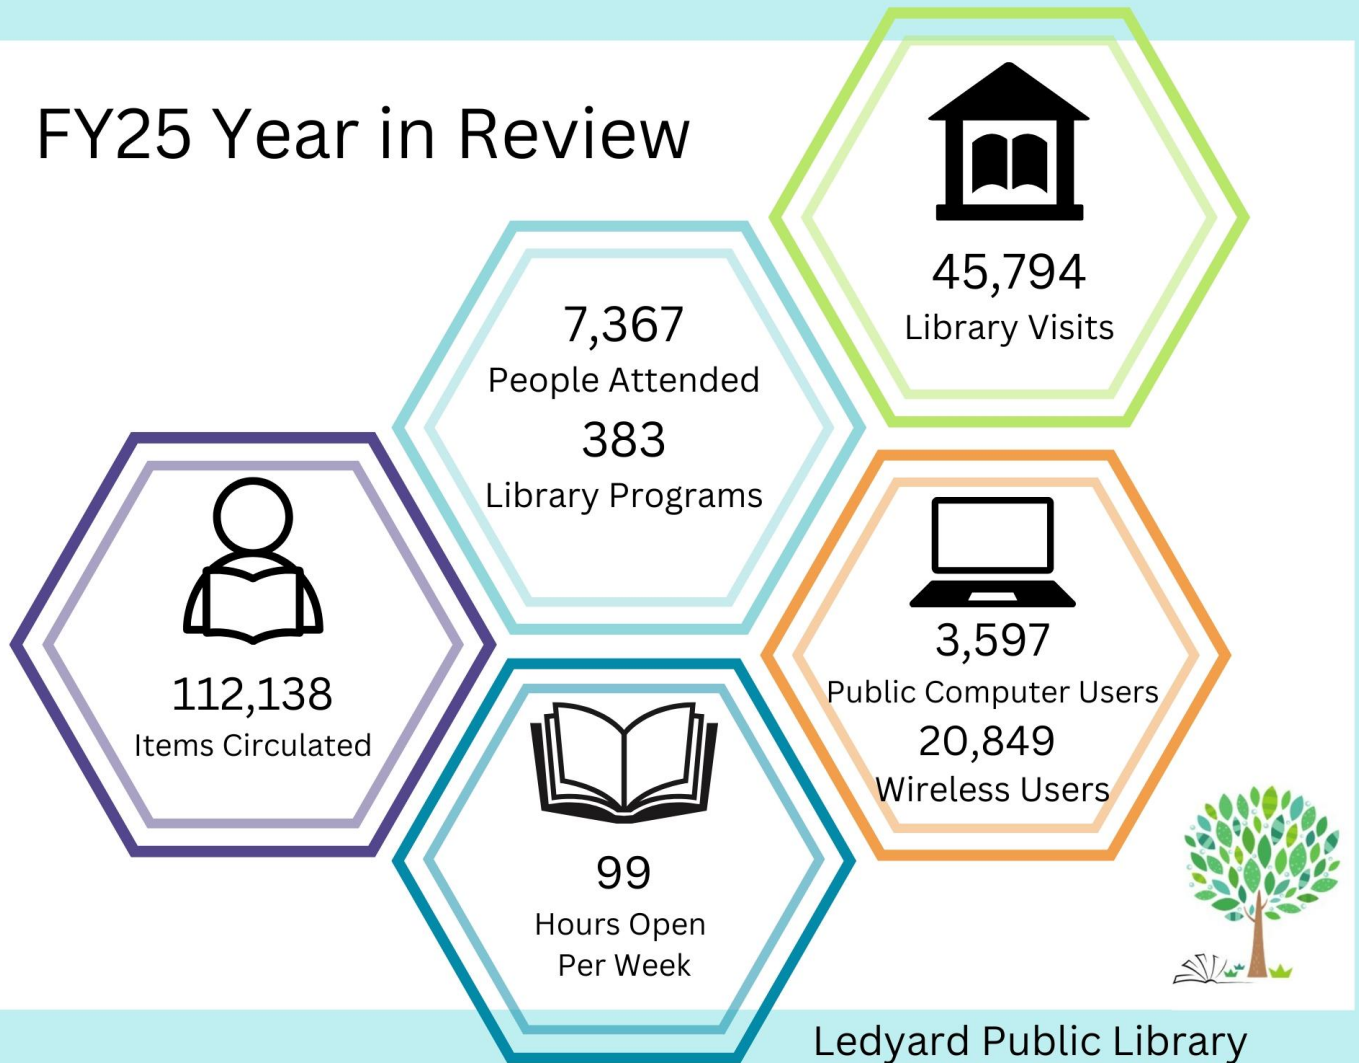 FY25 Year in Review
45,794
Library Visits
7,367
People Attended
383
Library Programs
112,138
Items Circulated
3,597
Public Computer Users
20,849
Wireless Users
99
Hours Open
Per Week
Ledyard Public Library